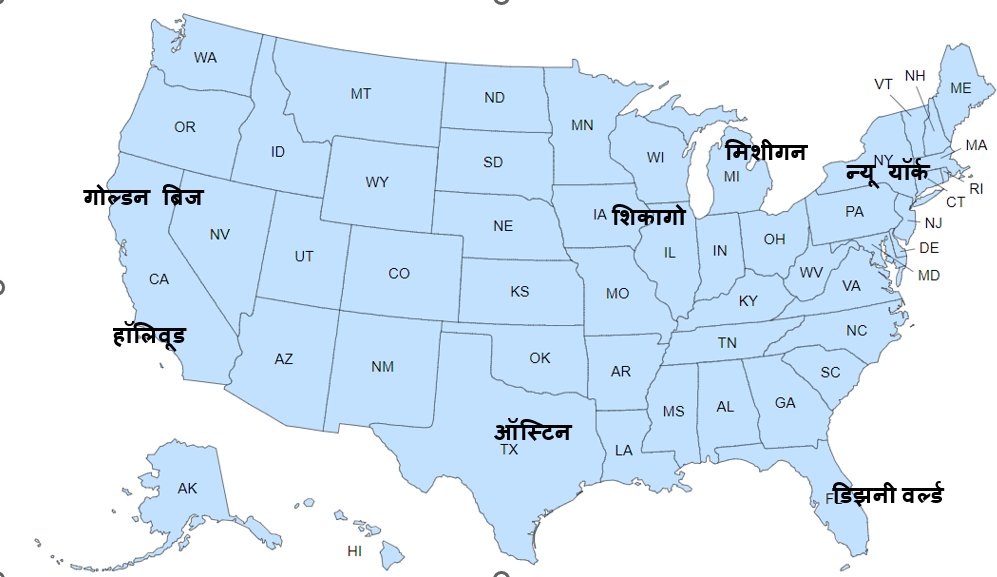 WA
MT
ND
MN
VT
NH
ME
OR
ID
SD
WI
मिशीगन
MI
NY
न्यू यॉर्क
MA
RI
CT
WY
गोल्डन ब्रिज
NV
NE
IA
शिकागो
IL
IN
OH
PA
NJ
DE
MD
CA
UT
CO
KS
MO
WV
VA
KY
हॉलिवूड
AZ
NM
OK
AR
TN
NC
SC
MS
AL
GA
ऑस्टिन
TX
LA
डिझनी वर्ल्ड
AK
HI